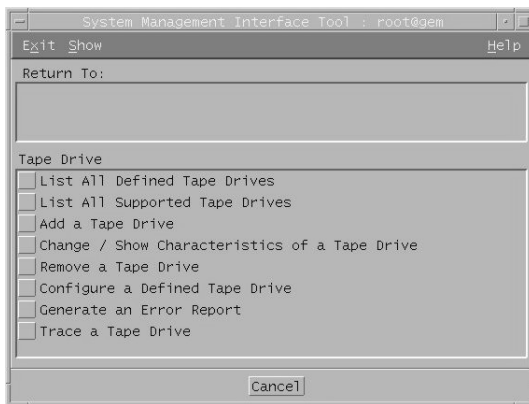 System Management Interface Tool : root@gem
Exit Show Help
Return To:
Tape Drive
List All Defined Tape Drives
List All Supported Tape Drives
Add a Tape Drive
Change / Show Characteristics of a Tape Drive
Remove a Tape Drive
Configure a Defined Tape Drive
Generate an Error Report
Trace a Tape Drive
Cancel